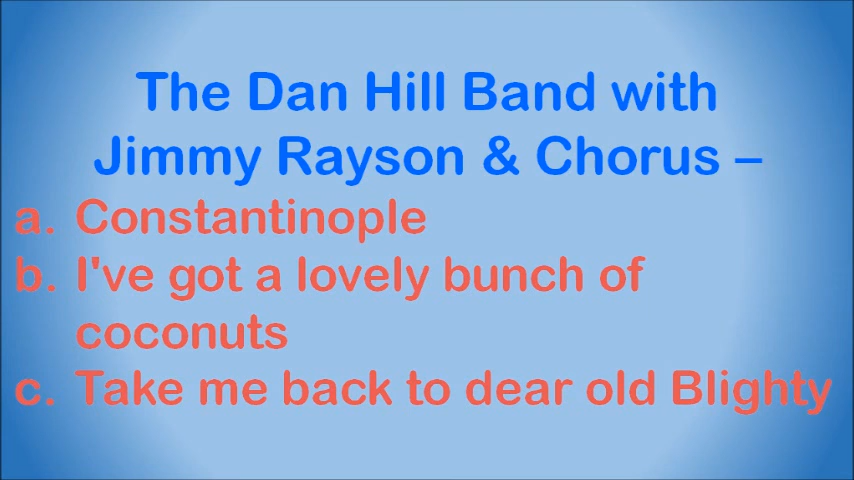 The Dan Hill Band with
Jimmy Rayson & Chorus –
a. Constantinople
b. I've got a lovely bunch of
coconuts
c. Take me back to dear old Blighty